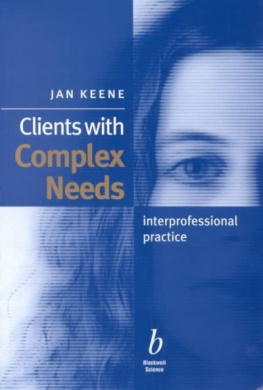 JAN KEENE
Clients with
Complex
Needs
interprofessional
practice
b
Blackwell
Science